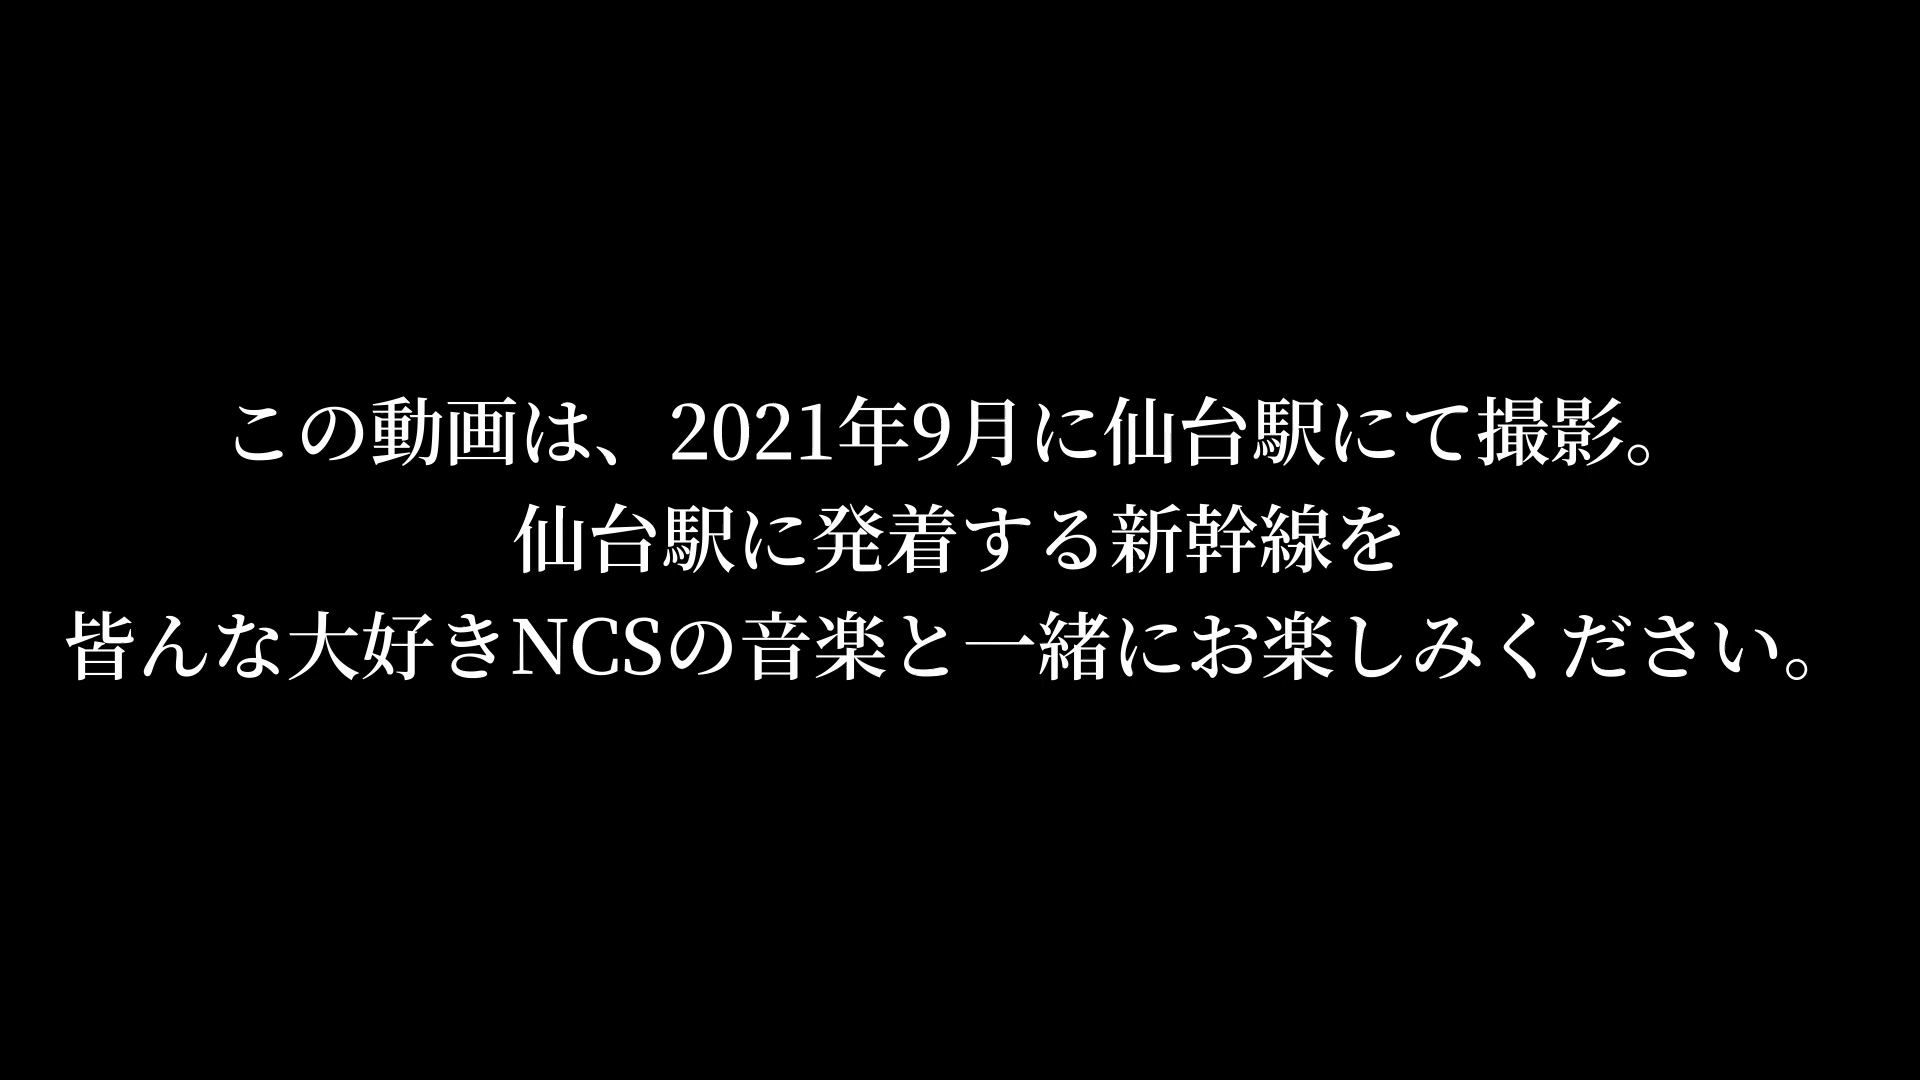 この動画は、2021年9月に仙台駅にて撮影。
仙台駅に発着する新幹線を
皆んな大好きNCSの音楽と一緒にお楽しみください。